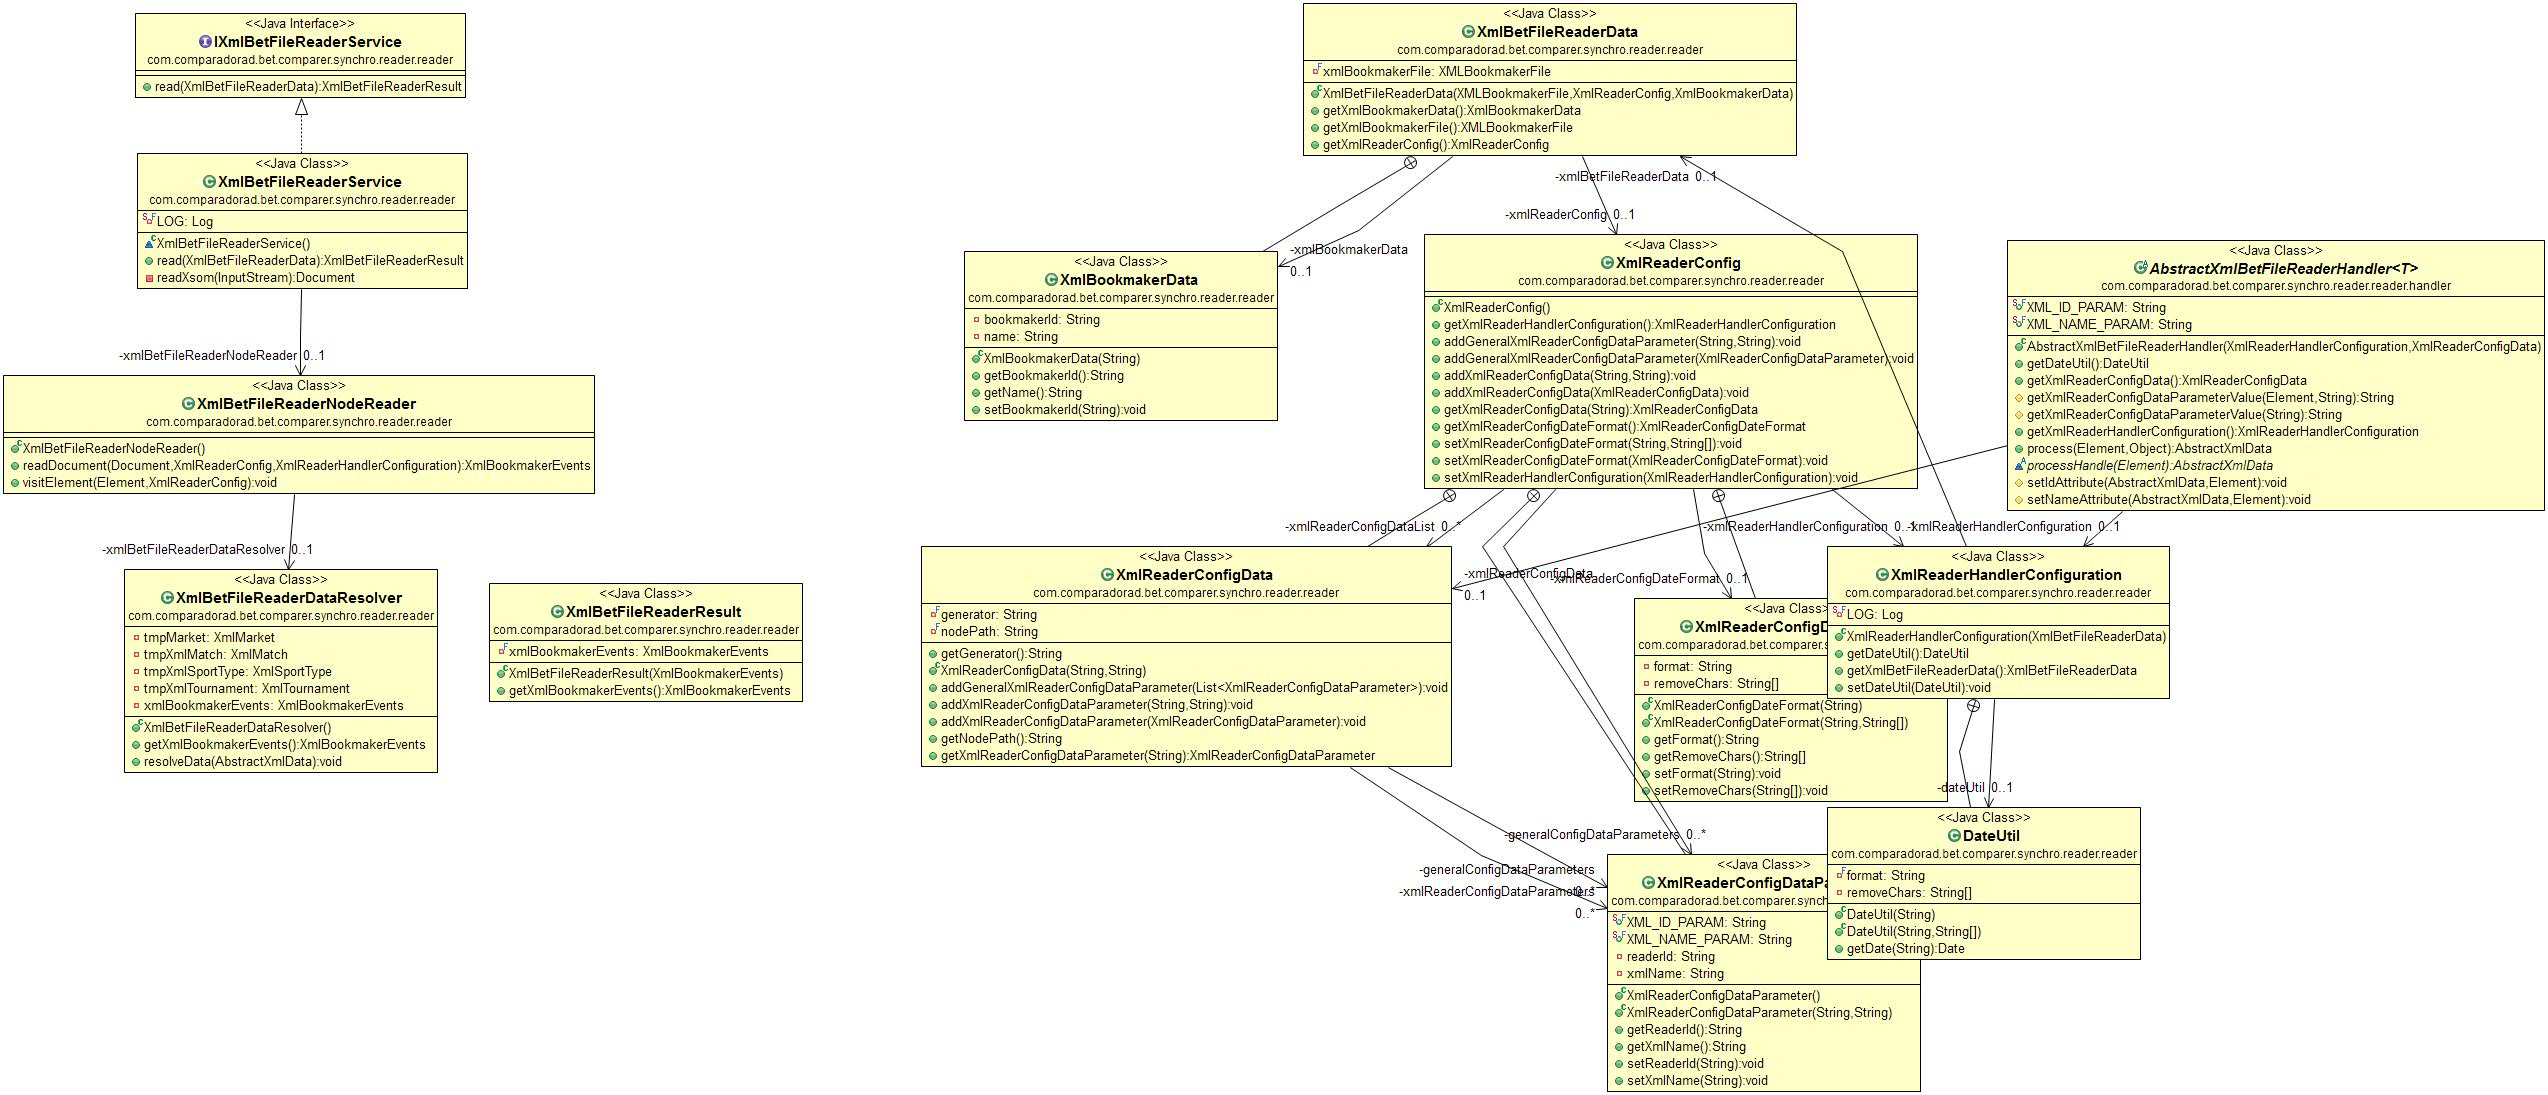 <<Java Interface>>
IXmlBetFileReaderService
com.comparadorad.bet.comparer.synchro.reader.reader
read(XmlBetFileReaderData):XmlBetFileReaderResult
<<Java Class>>
XmlBetFileReaderService
com.comparadorad.bet.comparer.synchro.reader.reader
LOG: Log
XmlBetFileReaderService()
read(XmlBetFileReaderData):XmlBetFileReaderResult
readXsom(InputStream):Document
-xmlBetFileReaderNodeReader 0..1
<<Java Class>>
XmlBetFileReaderNodeReader
com.comparadorad.bet.comparer.synchro.reader.reader
XmlBetFileReaderNodeReader()
readDocument(Document,XmlReaderConfig,XmlReaderHandlerConfiguration):XmlBookmakerEvents
visitElement(Element,XmlReaderConfig):void
-xmlBetFileReaderDataResolver 0..1
<<Java Class>>
XmlBetFileReaderDataResolver
com.comparadorad.bet.comparer.synchro.reader.reader
tmpMarket: XmlMarket
tmpXmlMatch: XmlMatch
tmpXmlSportType: XmlSportType
tmpXmlTournament: XmlTournament
xmlBookmakerEvents: XmlBookmakerEvents
XmlBetFileReaderDataResolver()
getXmlBookmakerEvents():XmlBookmakerEvents
resolveData(AbstractXmlData):void
<<Java Class>>
XmlBetFileReaderResult
com.comparadorad.bet.comparer.synchro.reader.reader
xmlBookmakerEvents: XmlBookmakerEvents
XmlBetFileReaderResult(XmlBookmakerEvents)
getXmlBookmakerEvents():XmlBookmakerEvents
<<Java Class>>
XmlBetFileReaderData
com.comparadorad.bet.comparer.synchro.reader.reader
xmlBookmakerFile: XMLBookmakerFile
XmlBetFileReaderData(XMLBookmakerFile,XmlReaderConfig,XmlBookmakerData)
getXmlBookmakerData():XmlBookmakerData
getXmlBookmakerFile():XMLBookmakerFile
getXmlReaderConfig():XmlReaderConfig
-xmlBetFileReaderData 0..1
-xmlReaderConfig 0..1
-xmlBookmakerData
0..1
<<Java Class>>
XmlBookmakerData
com.comparadorad.bet.comparer.synchro.reader.reader
bookmakerId: String
name: String
XmlBookmakerData(String)
getBookmakerId():String
getName():String
setBookmakerId(String):void
<<Java Class>>
XmlReaderConfig
com.comparadorad.bet.comparer.synchro.reader.reader
XmlReaderConfig()
getXmlReaderHandlerConfiguration():XmlReaderHandlerConfiguration
addGeneralXmlReaderConfigDataParameter(String,String):void
addGeneralXmlReaderConfigDataParameter(XmlReaderConfigDataParameter):void
addXmlReaderConfigData(String,String):void
addXmlReaderConfigData(XmlReaderConfigData):void
getXmlReaderConfigData(String):XmlReaderConfigData
getXmlReaderConfigDateFormat():XmlReaderConfigDateFormat
setXmlReaderConfigDateFormat(String,String[]):void
setXmlReaderConfigDateFormat(XmlReaderConfigDateFormat):void
setXmlReaderHandlerConfiguration(XmlReaderHandlerConfiguration):void
<<Java Class>>
AbstractXmlBetFileReaderHandler<T>
com.comparadorad.bet.comparer.synchro.reader.reader.handler
XML_ID_PARAM: String
XML_NAME_PARAM: String
AbstractXmlBetFileReaderHandler(XmlReaderHandlerConfiguration,XmlReaderConfigData)
getDateUtil():DateUtil
getXmlReaderConfigData():XmlReaderConfigData
getXmlReaderConfigDataParameterValue(Element,String):String
getXmlReaderConfigDataParameterValue(String):String
getXmlReaderHandlerConfiguration():XmlReaderHandlerConfiguration
process(Element,Object):AbstractXmlData
processHandle(Element):AbstractXmlData
setIdAttribute(AbstractXmlData,Element):void
setNameAttribute(AbstractXmlData,Element):void
-xmlReaderConfigDataList 0..*
-xmlReaderHandlerConfiguration 0..1
-xmlReaderHandlerConfiguration 0..1
<<Java Class>>
XmlReaderConfigData
com.comparadorad.bet.comparer.synchro.reader.reader
generator: String
nodePath: String
getGenerator():String
XmlReaderConfigData(String,String)
addGeneralXmlReaderConfigDataParameter(List<XmlReaderConfigDataParameter>):void
addXmlReaderConfigDataParameter(String,String):void
addXmlReaderConfigDataParameter(XmlReaderConfigDataParameter):void
getNodePath():String
getXmlReaderConfigDataParameter(String):XmlReaderConfigDataParameter
-xmlReaderConfigData
0..1
-xmlReaderConfigDateFormat 0..1
<<Java Class>
XmlReaderConfigD
com.comparadorad.bet.comparer.s
format: String
removeChars: String[]
XmlReaderConfigDateFormat(String)
XmlReaderConfigDateFormat(String,String[])
getFormat():String
getRemoveChars():String[]
setFormat(String):void
setRemoveChars(String[]):void
<<Java Class>>
XmlReaderHandlerConfiguration
com.comparadorad.bet.comparer.synchro.reader.reader
LOG: Log
XmlReaderHandlerConfiguration(XmlBetFileReaderData)
getDateUtil():DateUtil
getXmlBetFileReaderData():XmlBetFileReaderData
setDateUtil(DateUtil):void
-dateUtil 0..1
<<Java Class>>
DateUtil
com.comparadorad.bet.comparer.synchro.reader.reader
format: String
removeChars: String[]
DateUtil(String)
DateUtil(String,String[])
getDate(String):Date
-generalConfigDataParameters 0..*
-generalConfigDataParameters
0..*
-xmlReaderConfigDataParameters
0..*
<<Java Class>>
XmlReaderConfigDataPa
com.comparadorad.bet.comparer.synch
XML_ID_PARAM: String
XML_NAME_PARAM: String
readerId: String
xmlName: String
XmlReaderConfigDataParameter()
XmlReaderConfigDataParameter(String,String)
getReaderId():String
getXmlName():String
setReaderId(String):void
setXmlName(String):void